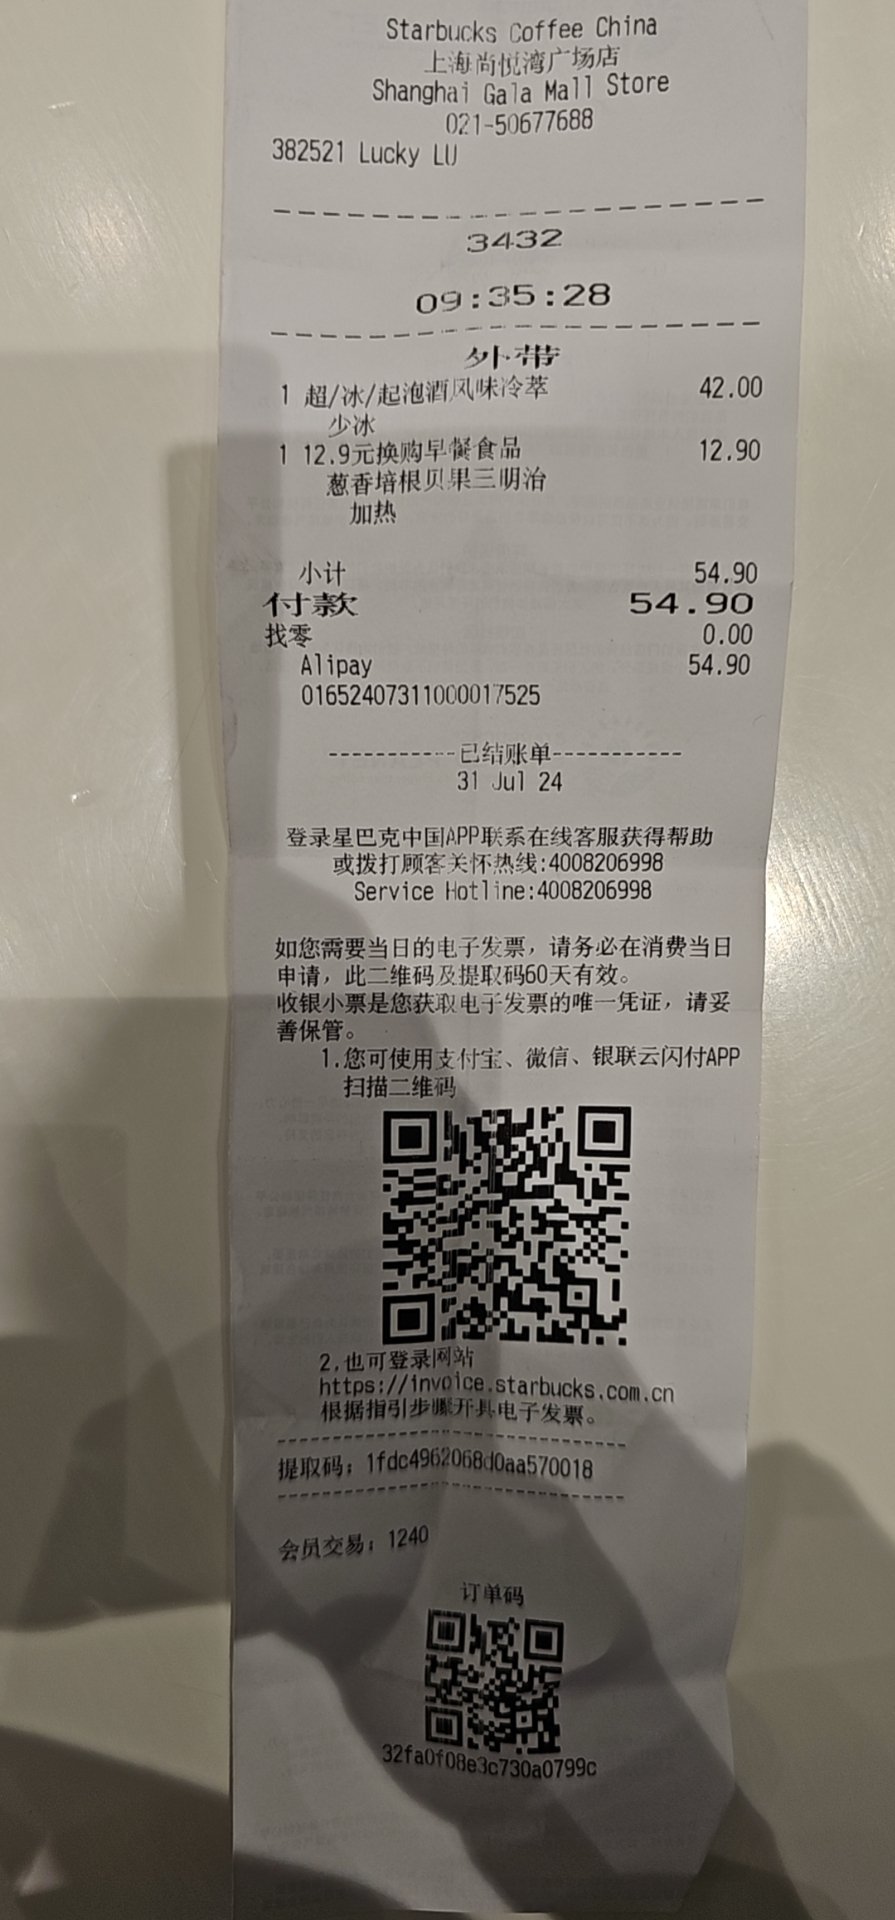 Starbucks Coffee China
上海尚悦湾广场店
Shanghai Gala Mall Store
021-50677688
382521 Lucky LU
3432
09:35:28
外带
1 超/冰/起泡酒风味冷萃 42.00
少冰
1 12.9元换购早餐食品 12.90
葱香培根贝果三明治
加热
小计 54.90
付款 54.90
找零 0.00
Alipay 54.90
01652407311000017525
-----------已结账单-----------
31 Jul 24
登录星巴克中国APP联系在线客服获得帮助
或拨打顾客关怀热线:4008206998
Service Hotline:4008206998
如您需要当日的电子发票，请务必在消费当日
申请，此二维码及提取码60天有效。
收银小票是您获取电子发票的唯一凭证，请妥
善保管。
1.您可使用支付宝、微信、银联云闪付APP
扫描二维码
2.也可登录网站
https://invoice.starbucks.com.cn
根据指引步骤开具电子发票。
提取码：1fdc4962068d0aa570018
会员交易：1240
订单码
32fa0f08e3c730a0799c